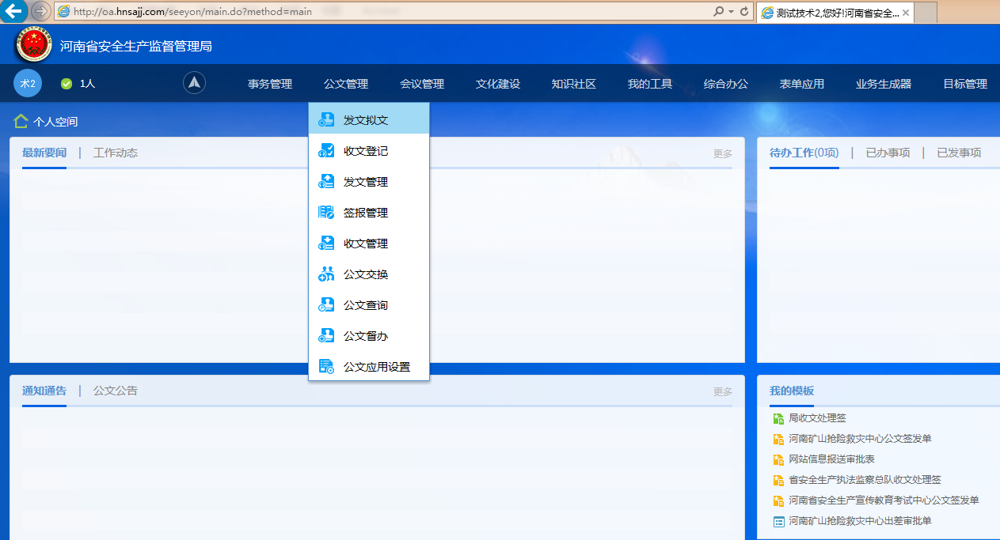 http://oa.hnsajj.com/seeyon/main.do?method=main
测试技术2,您好!河南省安全...
河南省安全生产监督管理局
术2 1人 事务管理 公文管理 会议管理 文化建设 知识社区 我的工具 综合办公 表单应用 业务生成器 目标管理
个人空间
发文拟文
收文登记
发文管理
签报管理
收文管理
公文交换
公文查询
公文督办
公文应用设置
最新要闻 | 工作动态 更多
待办工作(0项) | 已办事项 | 已发事项
通知通告 | 公文公告 更多
我的模板
局收文处理签
河南矿山抢险救灾中心公文签发单
网站信息报送审批表
省安全生产执法监察总队收文处理签
河南省安全生产宣传教育考试中心公文签发单
河南矿山抢险救灾中心出差审批单